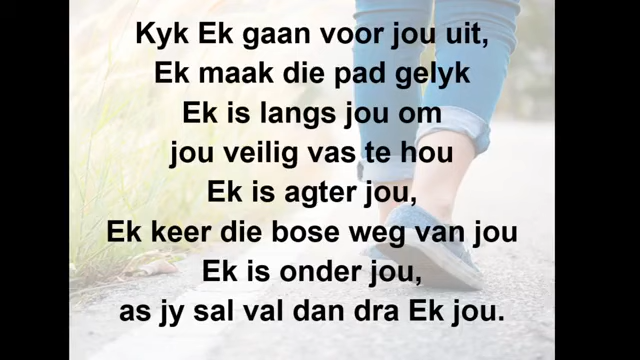 Kyk Ek gaan voor jou uit,
Ek maak die pad gelyk
Ek is langs jou om
jou veilig vas te hou
Ek is agter jou,
Ek keer die bose weg van jou
Ek is onder jou,
as jy sal val dan dra Ek jou.